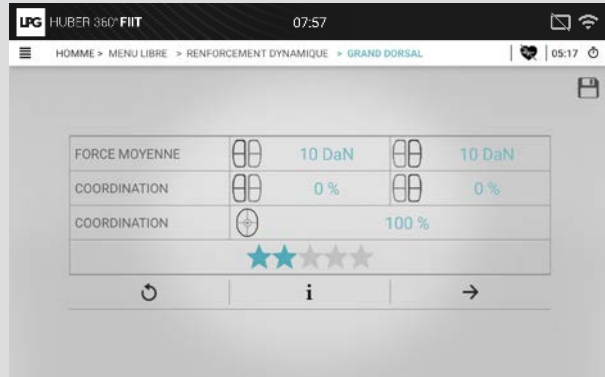 LPG HUBER 360° FIIT 07:57
HOMME > MENU LIBRE > RENFORCEMENT DYNAMIQUE > GRAND DORSAL 05:17
FORCE MOYENNE 10 DaN 10 DaN
COORDINATION 0 % 0 %
COORDINATION 100 %
i